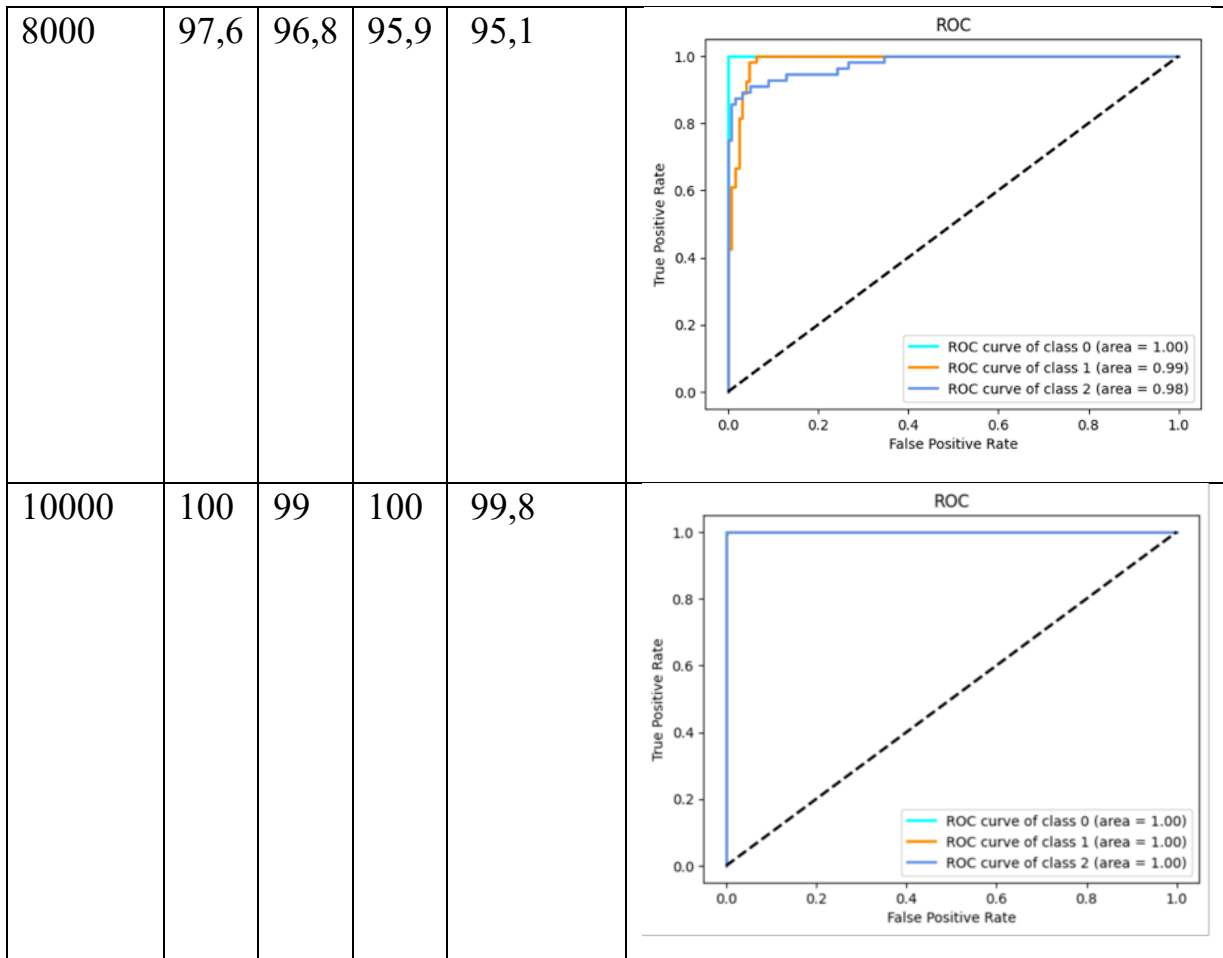 8000 97,6 96,8 95,9 95,1
ROC
1.0
0.8
0.6
0.4
0.2
0.0
True Positive Rate
ROC curve of class 0 (area = 1.00)
ROC curve of class 1 (area = 0.99)
ROC curve of class 2 (area = 0.98)
0.0 0.2 0.4 0.6 0.8 1.0
False Positive Rate
10000 100 99 100 99,8
ROC
1.0
0.8
0.6
0.4
0.2
0.0
True Positive Rate
ROC curve of class 0 (area = 1.00)
ROC curve of class 1 (area = 1.00)
ROC curve of class 2 (area = 1.00)
0.0 0.2 0.4 0.6 0.8 1.0
False Positive Rate